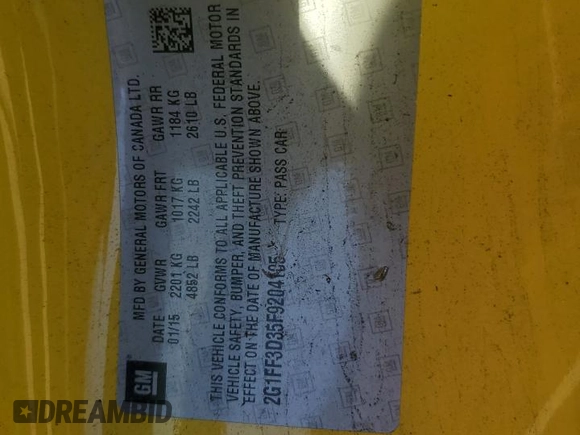 GM
MFD BY GENERAL MOTORS OF CANADA LTD.
DATE GVWR GAWR FRT GAWR RR
01/15 2201 KG 1017 KG 1184 KG
4852 LB 2242 LB 2610 LB
THIS VEHICLE CONFORMS TO ALL APPLICABLE U.S. FEDERAL MOTOR
VEHICLE SAFETY, BUMPER, AND THEFT PREVENTION STANDARDS IN
EFFECT ON THE DATE OF MANUFACTURE SHOWN ABOVE.
2G1FF3D35F9204195 TYPE: PASS CAR
DREAMBID